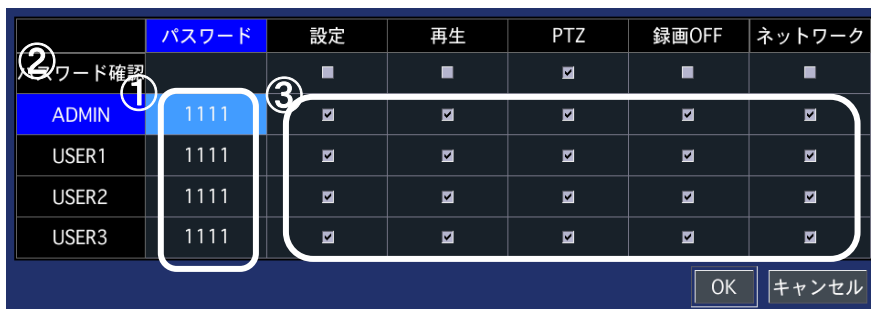 パスワード 設定 再生 PTZ 録画OFF ネットワーク
②
パスワード確認
① ③
ADMIN 1111
USER1 1111
USER2 1111
USER3 1111
OK キャンセル